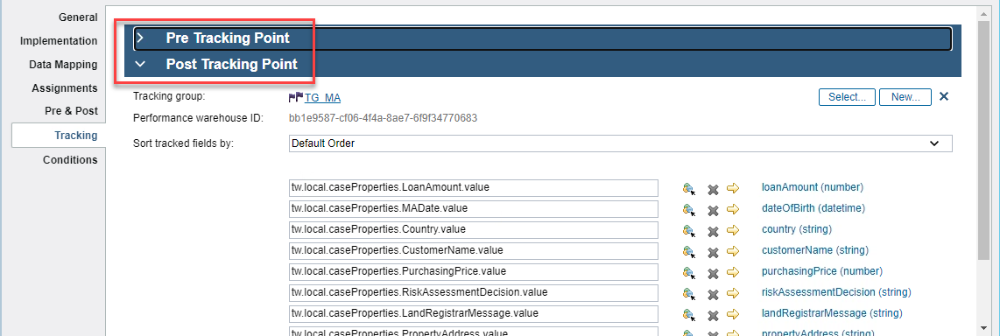 General
Implementation
Data Mapping
Assignments
Pre & Post
Tracking
Conditions
Pre Tracking Point
Post Tracking Point
Tracking group: TG_MA Select... New...
Performance warehouse ID: bb1e9587-cf06-4f4a-8ae7-6f9f34770683
Sort tracked fields by: Default Order
tw.local.caseProperties.LoanAmount.value loanAmount (number)
tw.local.caseProperties.MADate.value dateOfBirth (datetime)
tw.local.caseProperties.Country.value country (string)
tw.local.caseProperties.CustomerName.value customerName (string)
tw.local.caseProperties.PurchasingPrice.value purchasingPrice (number)
tw.local.caseProperties.RiskAssessmentDecision.value riskAssessmentDecision (string)
tw.local.caseProperties.LandRegistrarMessage.value landRegistrarMessage (string)
tw.local.caseProperties.PropertyAddress.value propertyAddress (string)